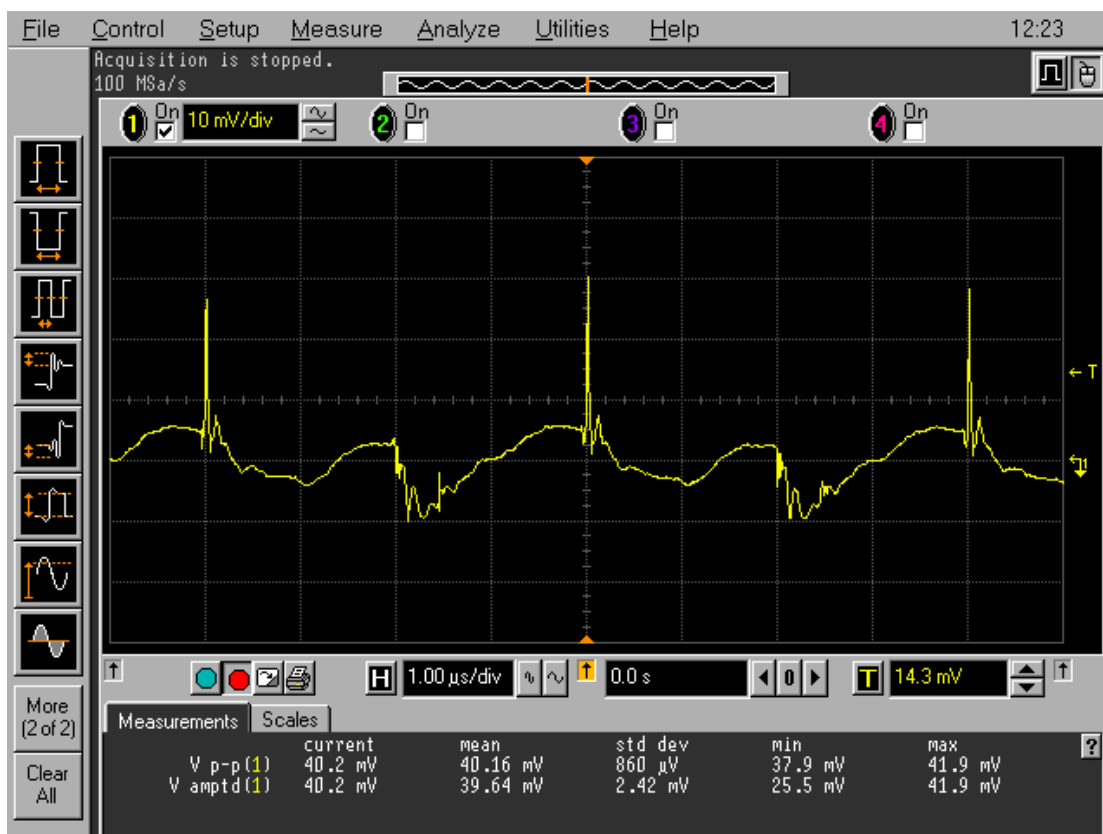 File Control Setup Measure Analyze Utilities Help 12:23
Acquisition is stopped.
100 MSa/s
1 On 10 mV/div 2 On 3 On 4 On
T
H 1.00 µs/div 0.0 s 0 T 14.3 mV
More
(2 of 2)
Clear
All
Measurements Scales
current mean std dev min max ?
V p-p(1) 40.2 mV 40.16 mV 860 µV 37.9 mV 41.9 mV
V amptd(1) 40.2 mV 39.64 mV 2.42 mV 25.5 mV 41.9 mV